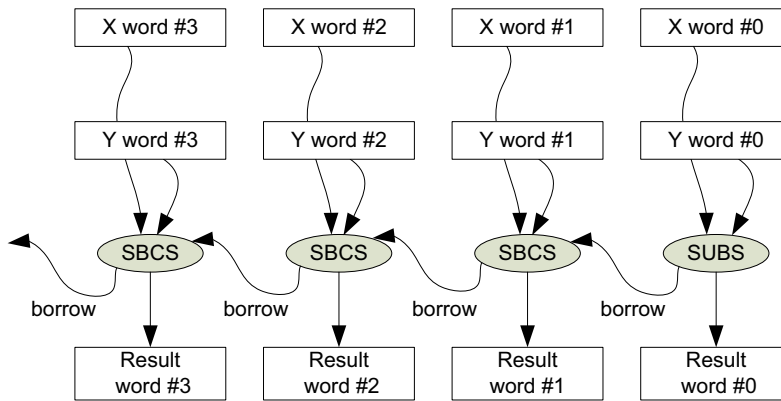 X word #3
X word #2
X word #1
X word #0
Y word #3
Y word #2
Y word #1
Y word #0
SBCS
SBCS
SBCS
SUBS
borrow
borrow
borrow
borrow
Result
word #3
Result
word #2
Result
word #1
Result
word #0